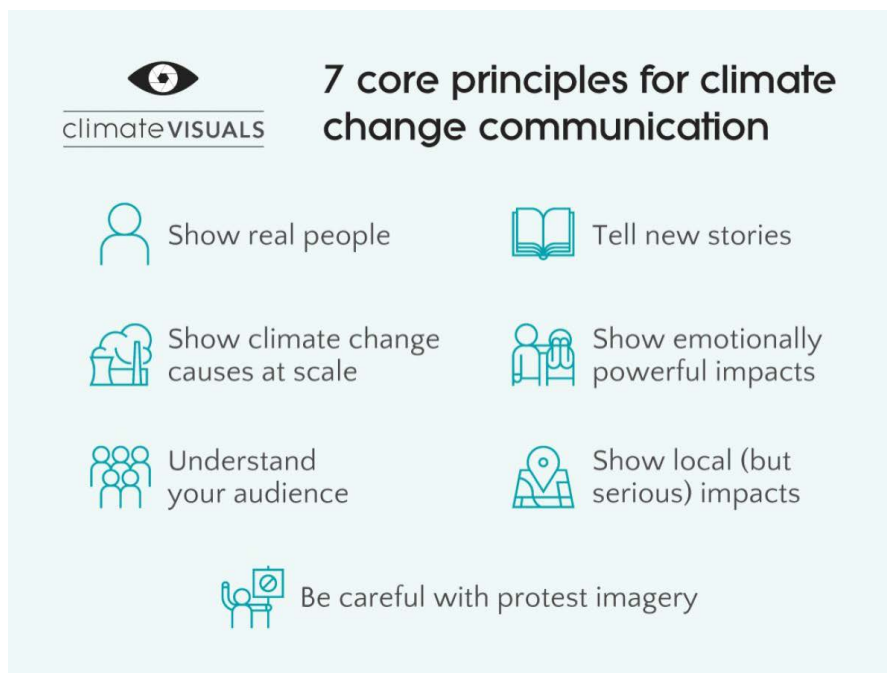 climateVISUALS
7 core principles for climate
change communication
Show real people
Tell new stories
Show climate change
causes at scale
Show emotionally
powerful impacts
Understand
your audience
Show local (but
serious) impacts
Be careful with protest imagery